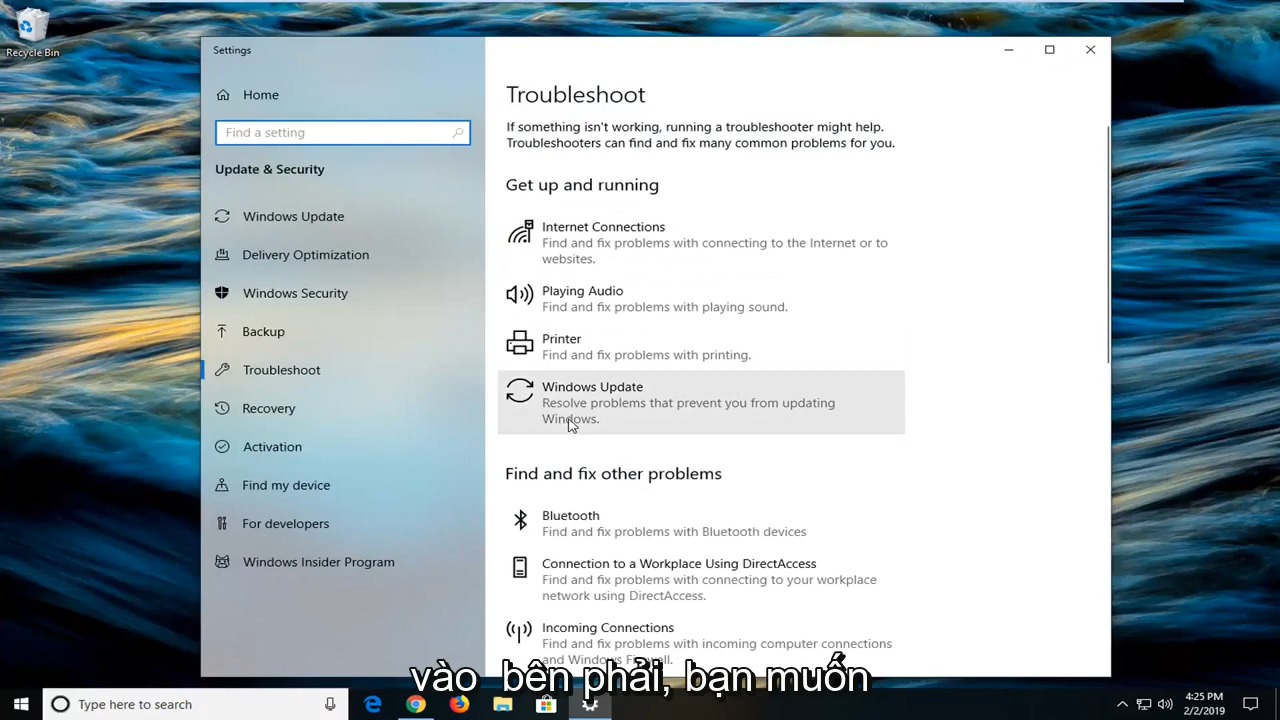 Recycle Bin
Settings
Home
Find a setting
Update & Security
Windows Update
Delivery Optimization
Windows Security
Backup
Troubleshoot
Recovery
Activation
Find my device
For developers
Windows Insider Program
Troubleshoot
If something isn't working, running a troubleshooter might help.
Troubleshooters can find and fix many common problems for you.
Get up and running
Internet Connections
Find and fix problems with connecting to the Internet or to
websites.
Playing Audio
Find and fix problems with playing sound.
Printer
Find and fix problems with printing.
Windows Update
Resolve problems that prevent you from updating
Windows.
Find and fix other problems
Bluetooth
Find and fix problems with Bluetooth devices
Connection to a Workplace Using DirectAccess
Find and fix problems with connecting to your workplace
network using DirectAccess.
Incoming Connections
Find and fix problems with incoming computer connections
and Windows Firewall.
vào bên phải, bạn muốn
Type here to search
4:25 PM
2/2/2019